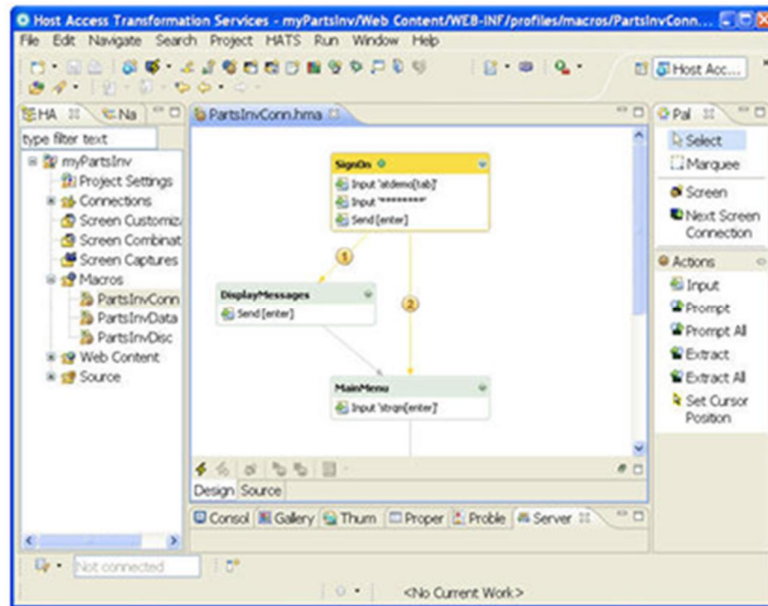 Host Access Transformation Services - myPartsInv/Web Content/WEB-INF/profiles/macros/PartsInvConn...
File Edit Navigate Search Project HATS Run Window Help
Host Acc...
HA Na
type filter text
myPartsInv
Project Settings
Connections
Screen Customiz
Screen Combinat
Screen Captures
Macros
PartsInvConn
PartsInvData
PartsInvDisc
Web Content
Source
PartsInvConn.hma
SignOn
Input 'atdemo[tab]'
Input '********'
Send [enter]
1
DisplayMessages
Send [enter]
2
MainMenu
Input 'strqn[enter]'
Design Source
Consol Gallery Thum Proper Proble Server
Pal
Select
Marquee
Screen
Next Screen
Connection
Actions
Input
Prompt
Prompt All
Extract
Extract All
Set Cursor
Position
Not connected
<No Current Work>